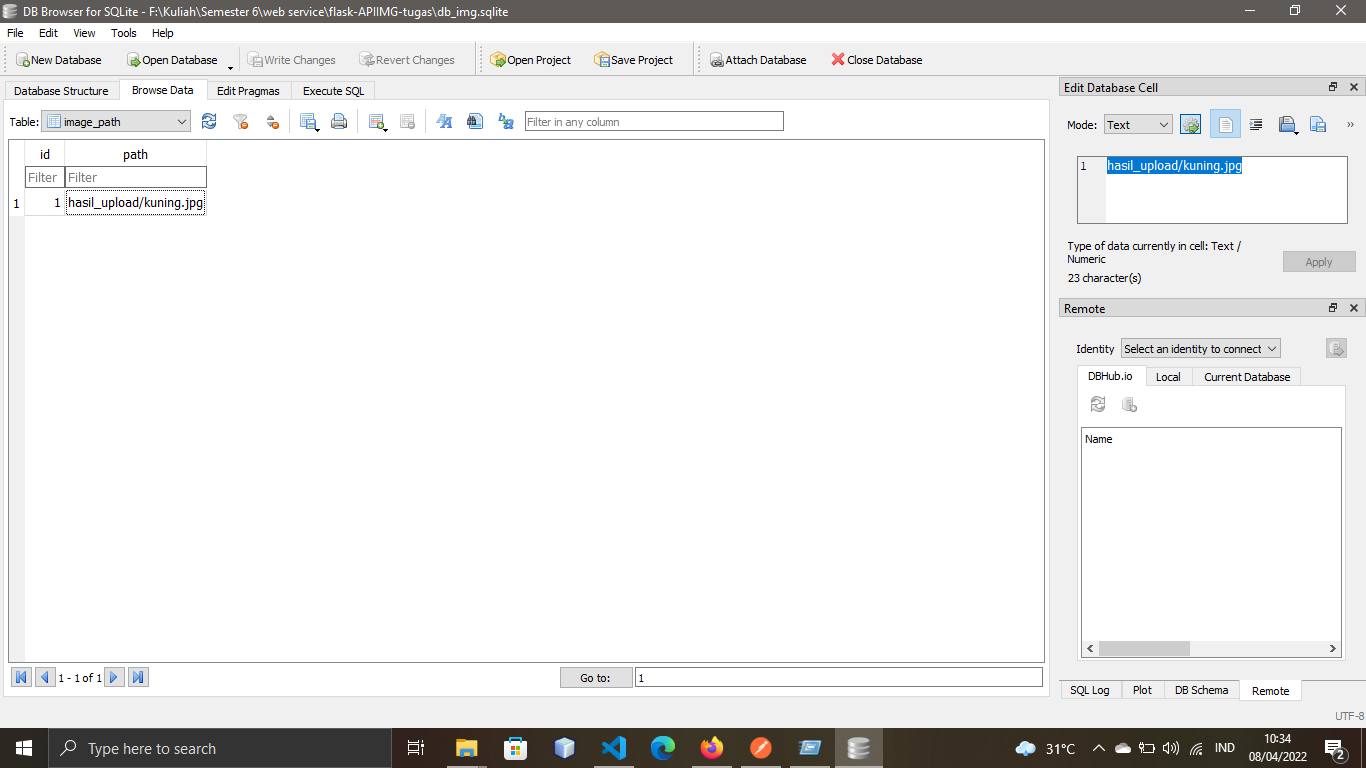 DB Browser for SQLite - F:\Kuliah\Semester 6\web service\flask-APIIMG-tugas\db_img.sqlite
File Edit View Tools Help
New Database Open Database Write Changes Revert Changes Open Project Save Project Attach Database Close Database
Database Structure Browse Data Edit Pragmas Execute SQL
Table: image_path Filter in any column
id path
Filter Filter
1 1 hasil_upload/kuning.jpg
1 - 1 of 1 Go to: 1
Edit Database Cell
Mode: Text
1 hasil_upload/kuning.jpg
Type of data currently in cell: Text /
Numeric
Apply
23 character(s)
Remote
Identity Select an identity to connect
DBHub.io Local Current Database
Name
SQL Log Plot DB Schema Remote
UTF-8
Type here to search
31°C IND
10:34
08/04/2022
2